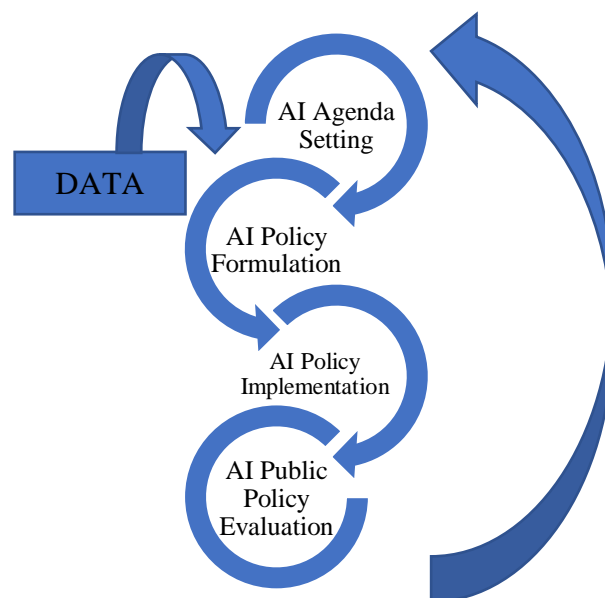 AI Agenda
Setting
DATA
AI Policy
Formulation
AI Policy
Implementation
AI Public
Policy
Evaluation